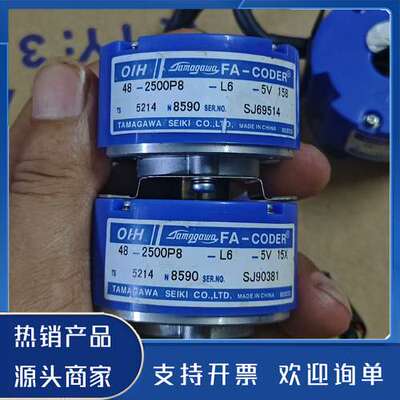 OIH Tamagawa FA-CODER®
48-2500P8 -L6 -5V 158
TS 5214 N 8590 SER.NO. SJ69514
TAMAGAWA SEIKI CO.,LTD. MADE IN CHINA
OIH Tamagawa FA-CODER®
48-2500P8 -L6 -5V 15X
TS 5214 N 8590 SER.NO. SJ90381
TAMAGAWA SEIKI CO.,LTD. MADE IN CHINA
热销产品
源头商家
支持开票 欢迎询单